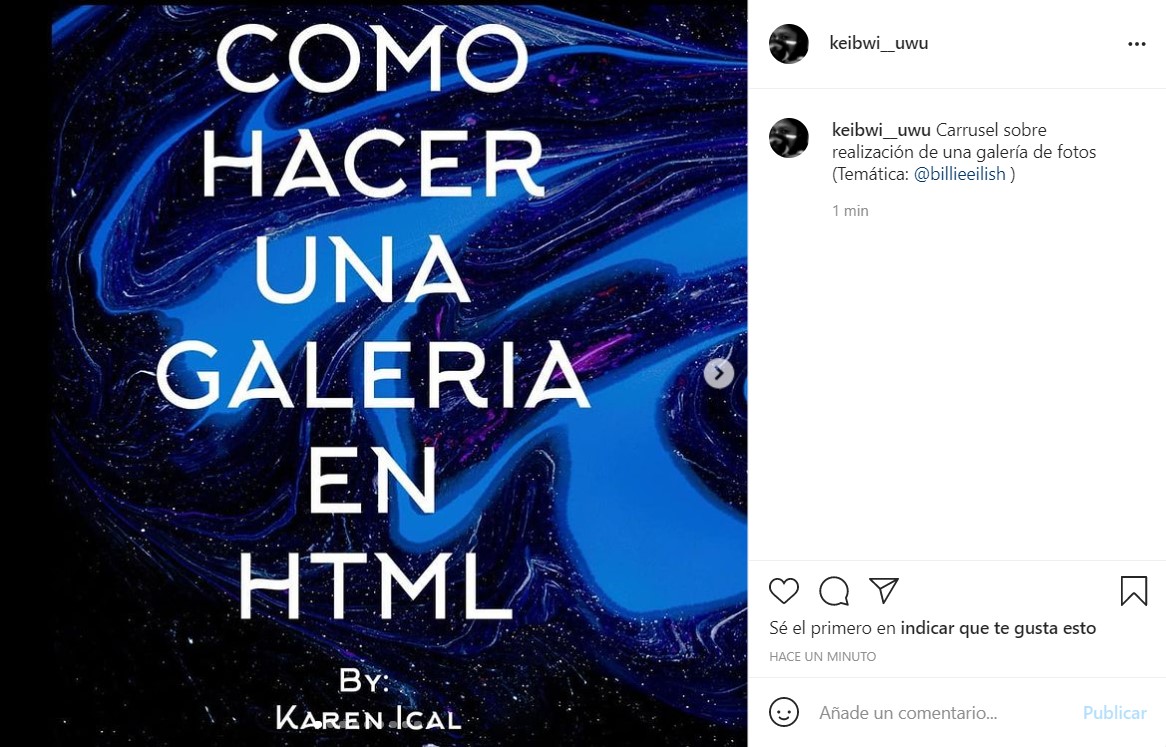 COMO
HACER
UNA
GALERIA
EN
HTML
BY:
KAREN ICAL
keibwi__uwu
keibwi__uwu Carrusel sobre
realización de una galería de fotos
(Temática: @billieeilish )
1 min
Sé el primero en indicar que te gusta esto
HACE UN MINUTO
Añade un comentario...
Publicar